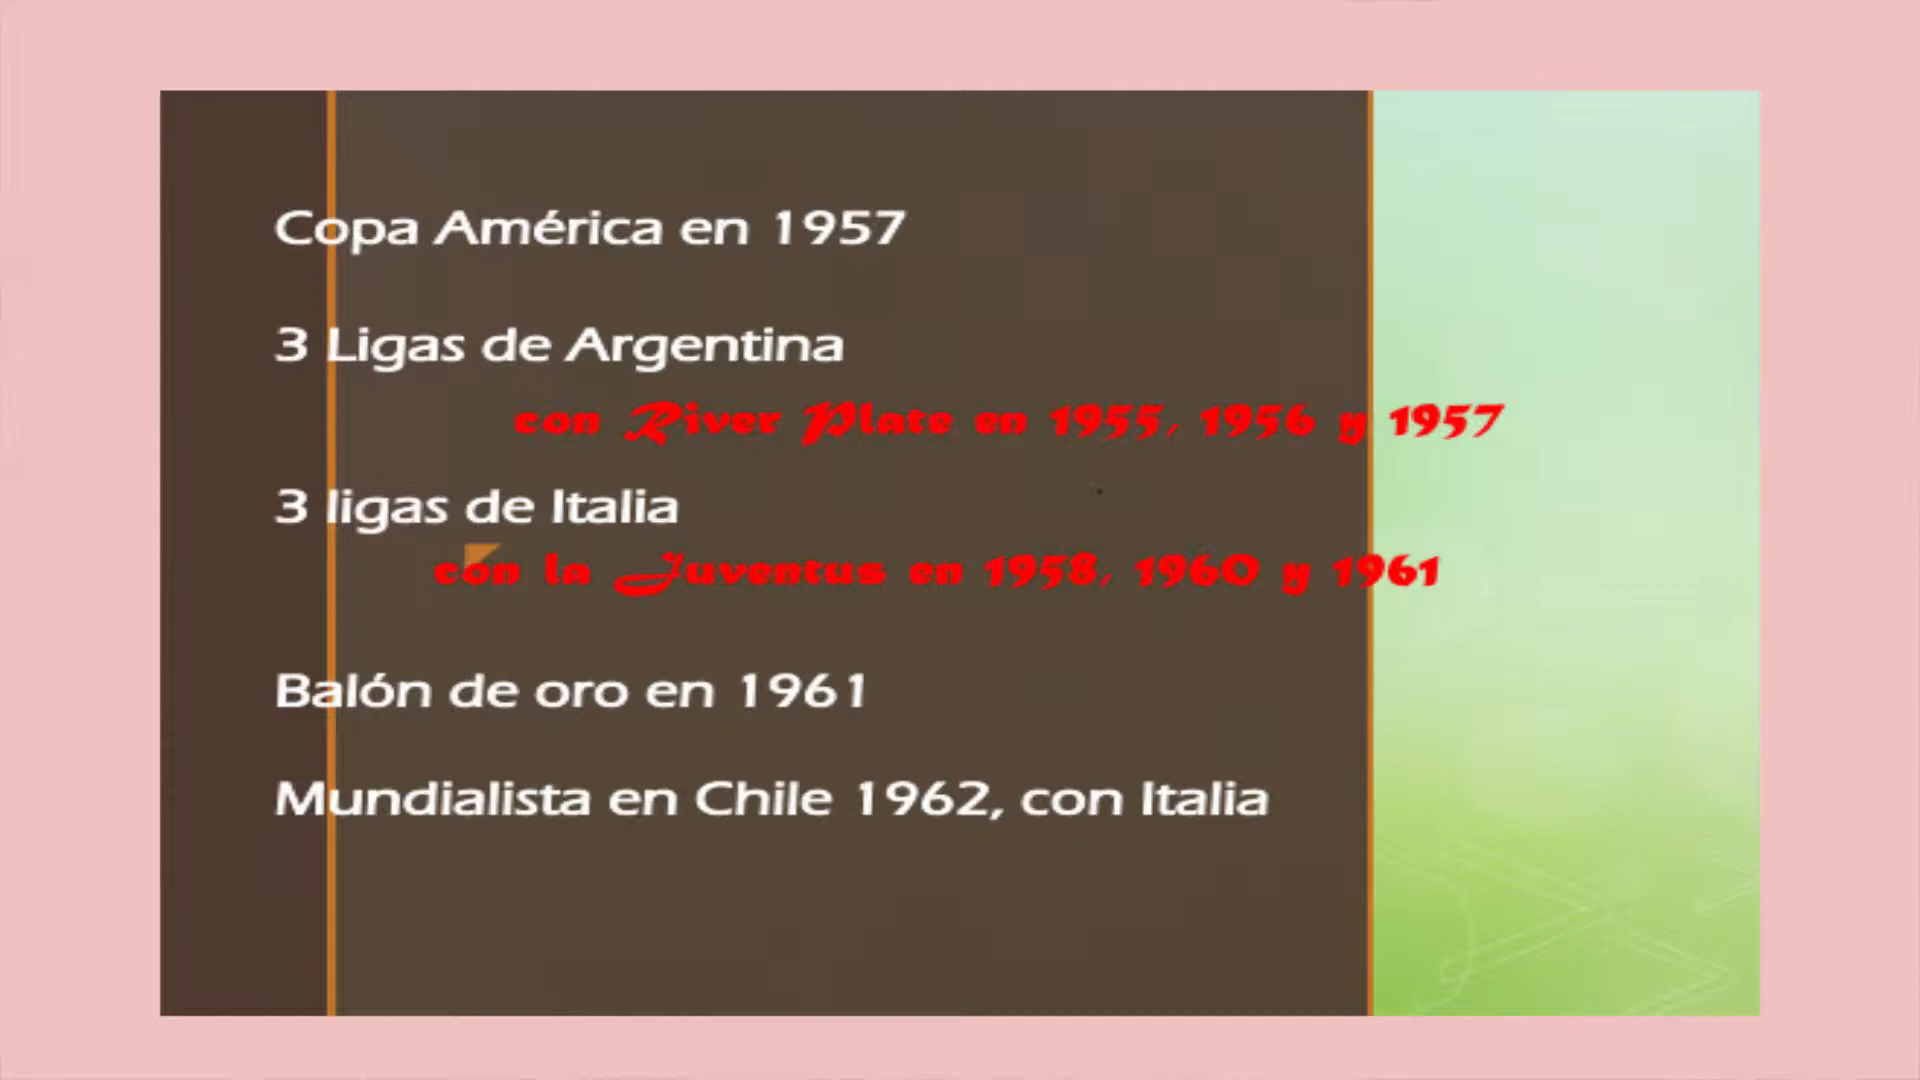 Copa América en 1957
3 Ligas de Argentina
con River Plate en 1955, 1956 y 1957
3 ligas de Italia
con la Juventus en 1958, 1960 y 1961
Balón de oro en 1961
Mundialista en Chile 1962, con Italia